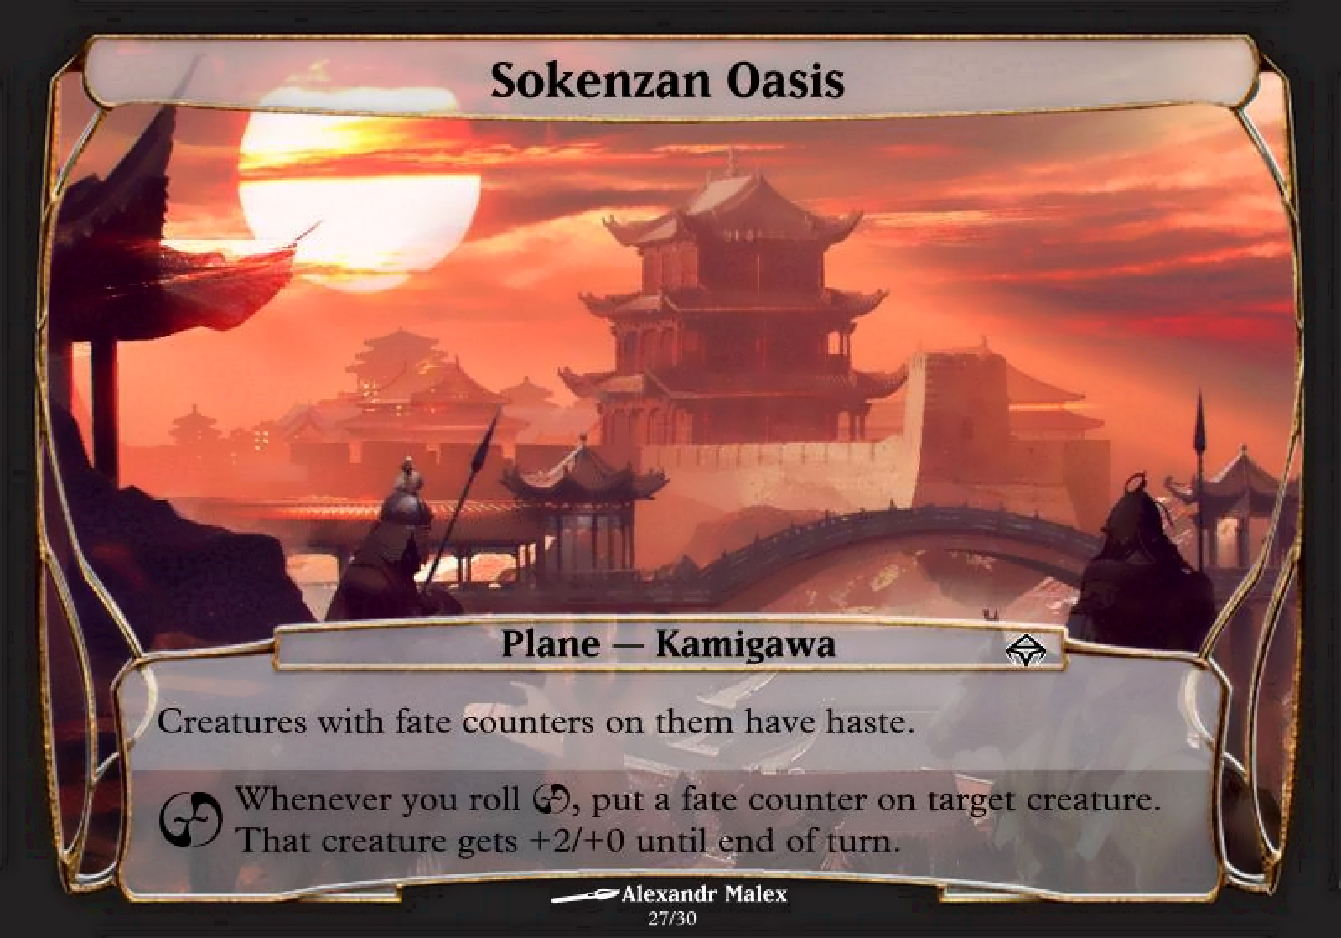 Sokenzan Oasis
Plane — Kamigawa
Creatures with fate counters on them have haste.
Whenever you roll , put a fate counter on target creature.
That creature gets +2/+0 until end of turn.
Alexandr Malex
27/30